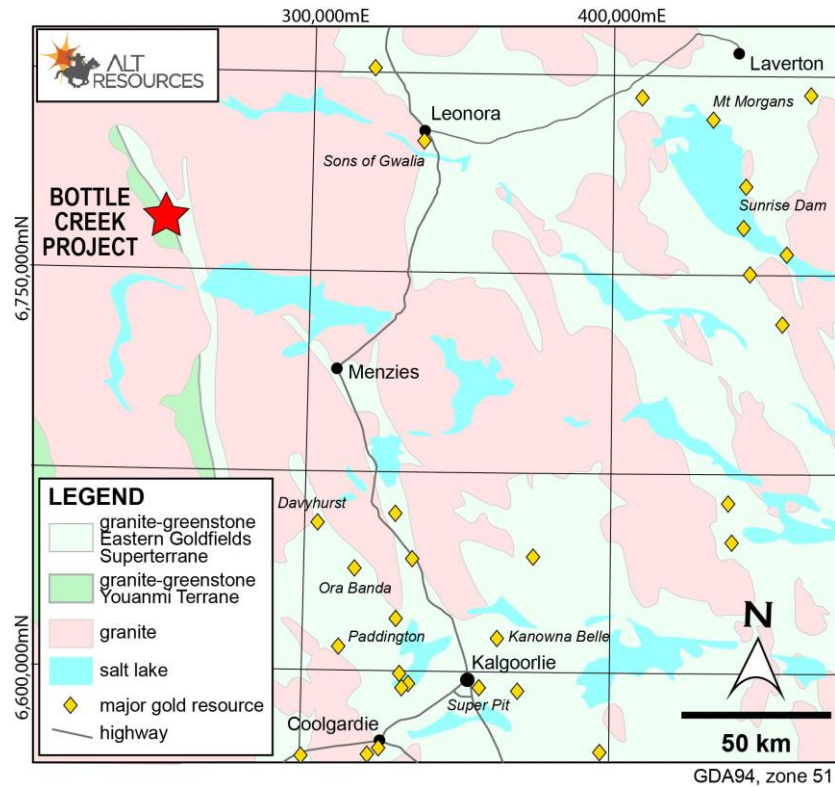 300,000mE
400,000mE
ALT
RESOURCES
Laverton
Mt Morgans
Leonora
Sons of Gwalia
BOTTLE
CREEK
PROJECT
Sunrise Dam
6,750,000mN
Menzies
LEGEND
granite-greenstone
Eastern Goldfields
Superterrane
granite-greenstone
Youanmi Terrane
granite
salt lake
major gold resource
highway
Davyhurst
Ora Banda
Paddington
Kanowna Belle
6,600,000mN
Kalgoorlie
Super Pit
Coolgardie
N
50 km
GDA94, zone 51